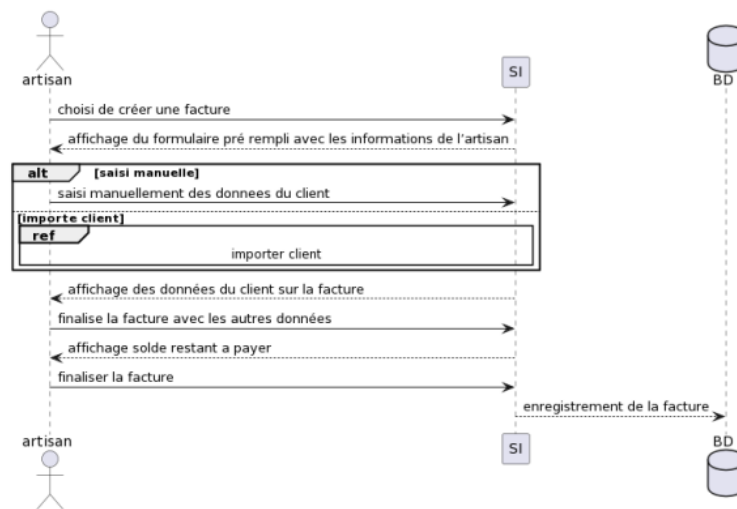 artisan
SI
BD
choisi de créer une facture
affichage du formulaire pré rempli avec les informations de l'artisan
alt [saisi manuelle]
saisi manuellement des donnees du client
[importe client]
ref
importer client
affichage des données du client sur la facture
finalise la facture avec les autres données
affichage solde restant a payer
finaliser la facture
enregistrement de la facture
artisan
SI
BD